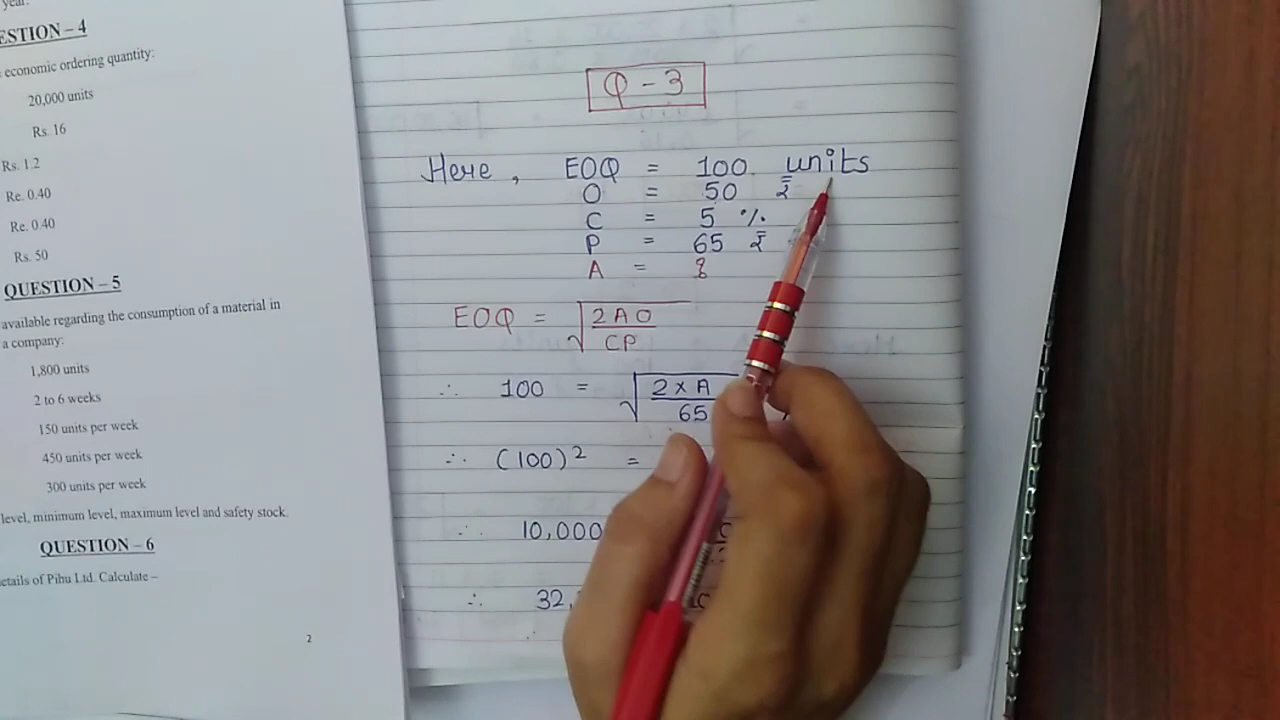 year.
ESTION – 4
economic ordering quantity:
20,000 units
Rs. 16
Rs. 1.2
Re. 0.40
Re. 0.40
Rs. 50
QUESTION – 5
available regarding the consumption of a material in
a company:
1,800 units
2 to 6 weeks
150 units per week
450 units per week
300 units per week
level, minimum level, maximum level and safety stock.
QUESTION – 6
etails of Pihu Ltd. Calculate –
2
Q - 3
Here, EOQ = 100 units
O = 50 ₹
C = 5 %
P = 65 ₹
A = ?
EOQ = √ 2AO
CP
∴ 100 = √ 2 × A
65
∴ (100)² =
∴ 10,000
∴ 32,